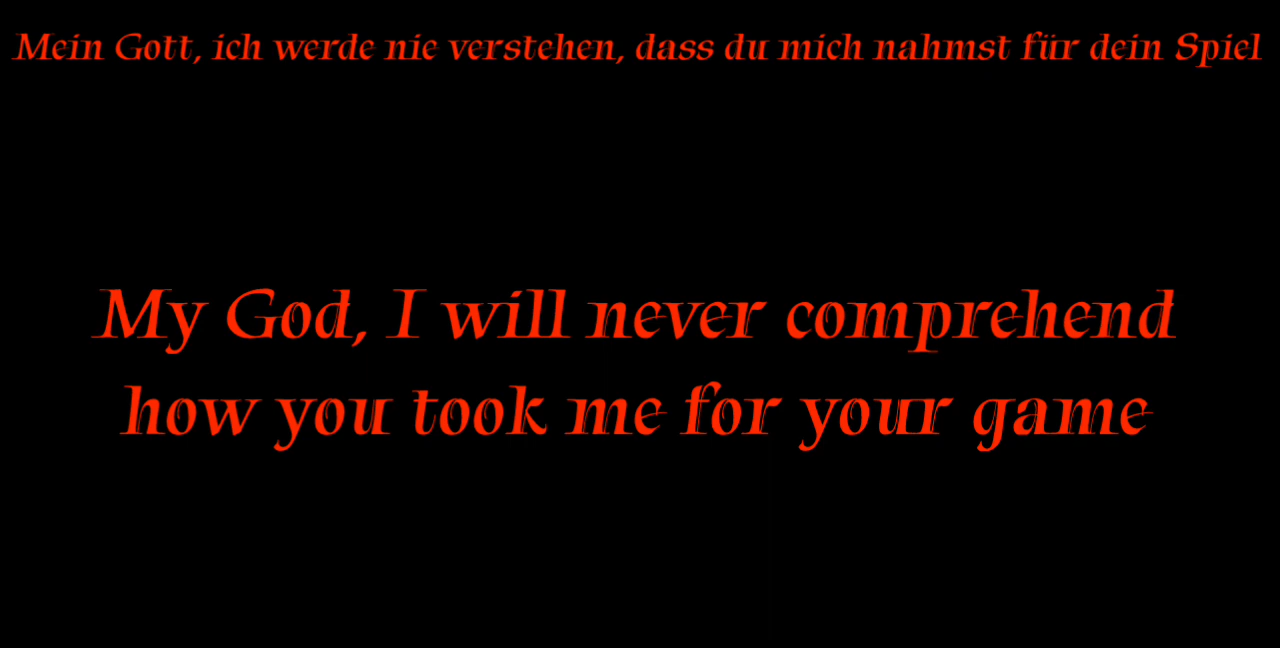 Mein Gott, ich werde nie verstehen, dass du mich nahmst für dein Spiel
My God, I will never comprehend
how you took me for your game